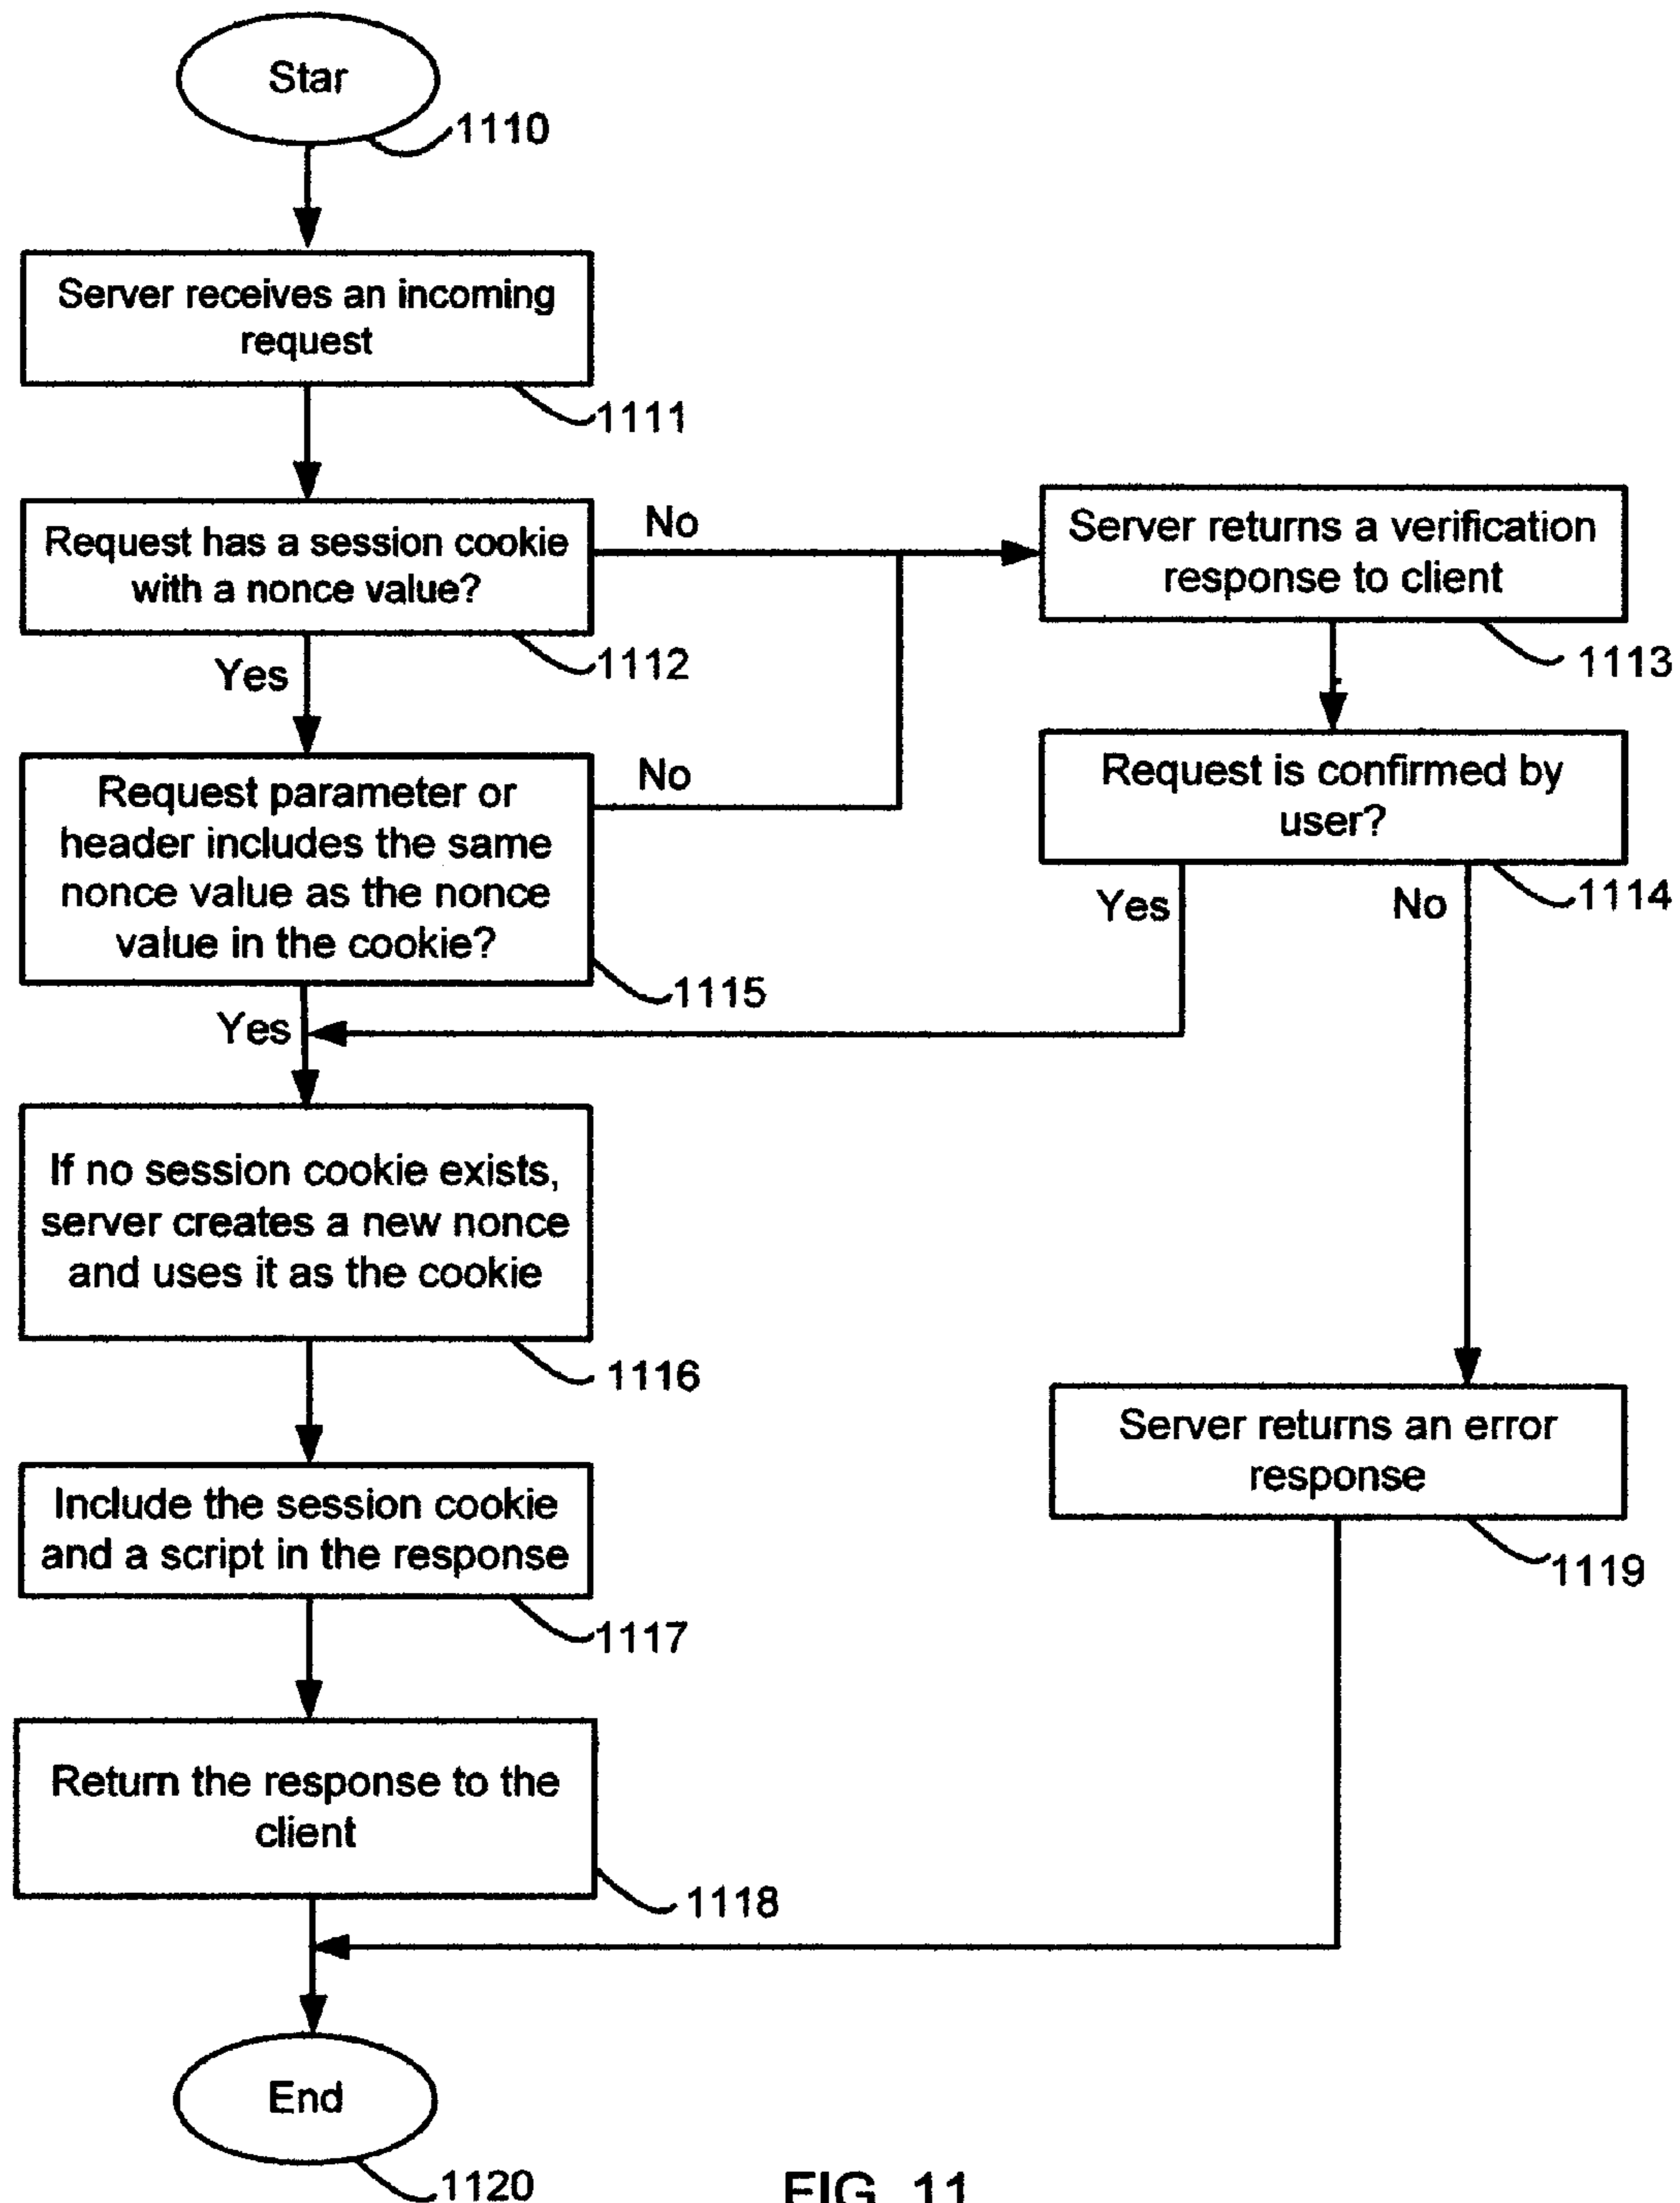 Star
1110
Server receives an incoming
request
1111
Request has a session cookie
with a nonce value?
1112
No
Yes
Server returns a verification
response to client
1113
Request is confirmed by
user?
1114
Yes
No
Request parameter or
header includes the same
nonce value as the nonce
value in the cookie?
1115
No
Yes
If no session cookie exists,
server creates a new nonce
and uses it as the cookie
1116
Include the session cookie
and a script in the response
1117
Server returns an error
response
1119
Return the response to the
client
1118
End
1120
FIG. 11